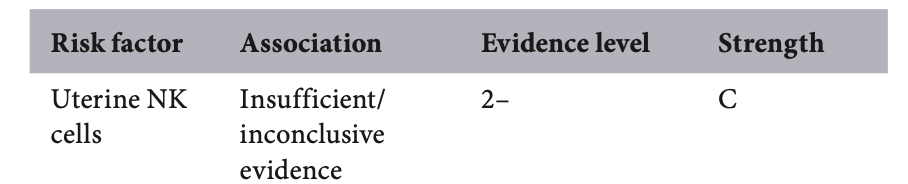 Risk factor Association Evidence level Strength
Uterine NK Insufficient/ 2– C
cells inconclusive
evidence